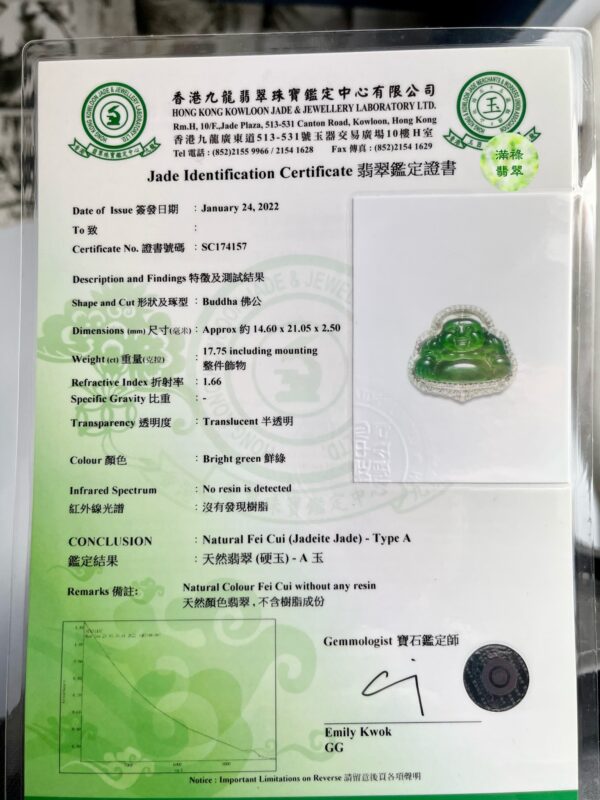 香港九龍翡翠珠寶鑑定中心有限公司
HONG KONG KOWLOON JADE & JEWELLERY LABORATORY LTD.
Rm.H, 10/F.,Jade Plaza, 513-531 Canton Road, Kowloon, Hong Kong
香港九龍廣東道513-531號玉器交易廣場10樓H室
Tel 電話 : (852)2155 9966 / 2154 1628 Fax 傳真 : (852)2154 1629
玉
滿祿
翡翠
Jade Identification Certificate 翡翠鑑定證書
Date of Issue 簽發日期 : January 24, 2022
To 致 :
Certificate No. 證書號碼 : SC174157
Description and Findings 特徵及測試結果
Shape and Cut 形狀及琢型 : Buddha 佛公
Dimensions (mm) 尺寸(毫米) : Approx 約 14.60 x 21.05 x 2.50
Weight (ct) 重量(克拉) : 17.75 including mounting
整件飾物
Refractive Index 折射率 : 1.66
Specific Gravity 比重 : -
Transparency 透明度 : Translucent 半透明
Colour 顏色 : Bright green 鮮綠
Infrared Spectrum : No resin is detected
紅外線光譜 : 沒有發現樹脂
CONCLUSION : Natural Fei Cui (Jadeite Jade) - Type A
鑑定結果 : 天然翡翠 (硬玉) - A 玉
Remarks 備註: Natural Colour Fei Cui without any resin
天然顏色翡翠 , 不含樹脂成份
Gemmologist 寶石鑑定師
Emily Kwok
GG
Notice : Important Limitations on Reverse 請留意後頁各項聲明